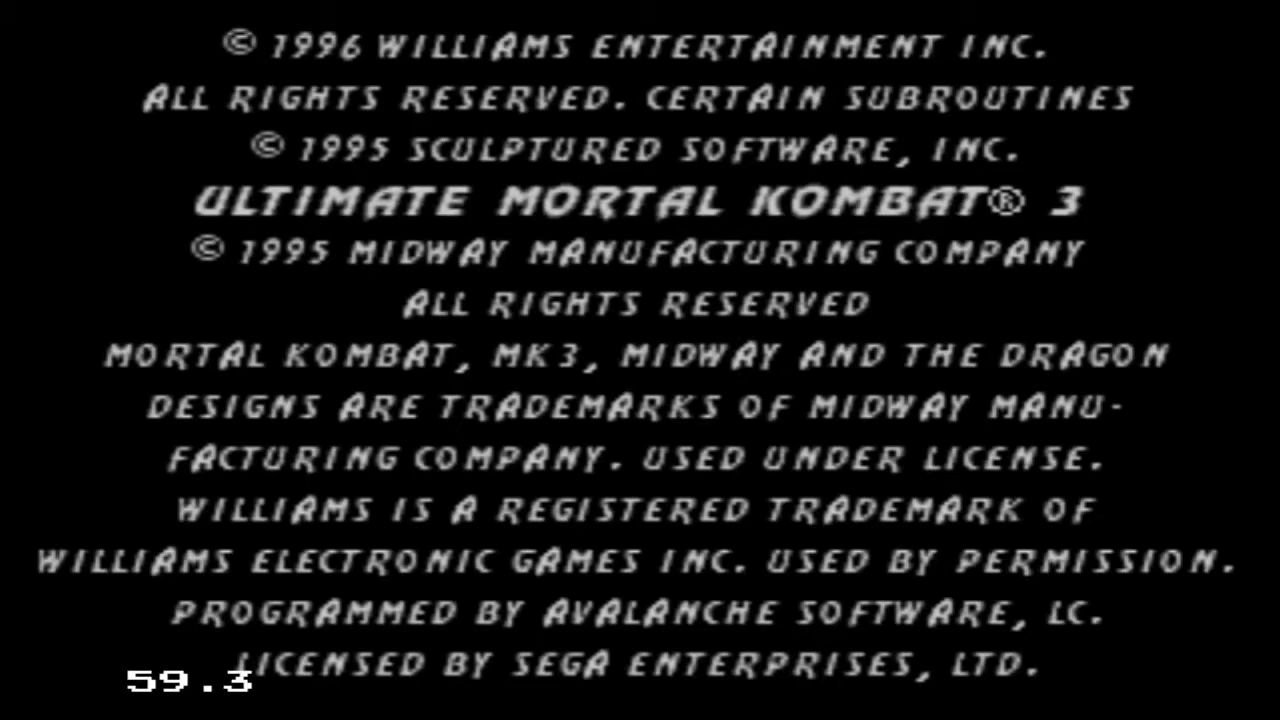 © 1996 WILLIAMS ENTERTAINMENT INC.
ALL RIGHTS RESERVED. CERTAIN SUBROUTINES
© 1995 SCULPTURED SOFTWARE, INC.
ULTIMATE MORTAL KOMBAT® 3
© 1995 MIDWAY MANUFACTURING COMPANY
ALL RIGHTS RESERVED
MORTAL KOMBAT, MK3, MIDWAY AND THE DRAGON
DESIGNS ARE TRADEMARKS OF MIDWAY MANU-
FACTURING COMPANY. USED UNDER LICENSE.
WILLIAMS IS A REGISTERED TRADEMARK OF
WILLIAMS ELECTRONIC GAMES INC. USED BY PERMISSION.
PROGRAMMED BY AVALANCHE SOFTWARE, LC.
LICENSED BY SEGA ENTERPRISES, LTD.
59.3